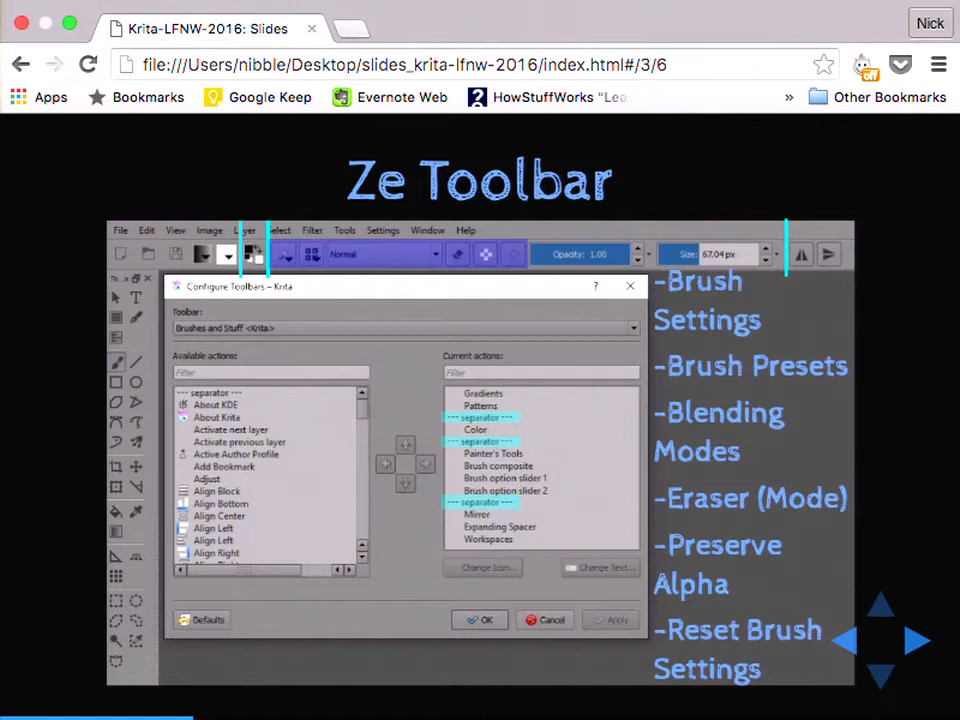 Krita-LFNW-2016: Slides
Nick
file:///Users/nibble/Desktop/slides_krita-lfnw-2016/index.html#/3/6
off
Apps Bookmarks Google Keep Evernote Web HowStuffWorks "Lea » Other Bookmarks
Ze Toolbar
File Edit View Image Layer Select Filter Tools Settings Window Help
Normal Opacity: 1.00 Size: 67.04 px
To...
Configure Toolbars – Krita ?
Toolbar:
Brushes and Stuff <Krita>
Available actions:
Filter
--- separator ---
About KDE
About Krita
Activate next layer
Activate previous layer
Active Author Profile
Add Bookmark
Adjust
Align Block
Align Bottom
Align Center
Align Left
Align Left
Align Right
Current actions:
Filter
Gradients
Patterns
--- separator ---
Color
--- separator ---
Painter's Tools
Brush composite
Brush option slider 1
Brush option slider 2
--- separator ---
Mirror
Expanding Spacer
Workspaces
Change Icon... Change Text...
Defaults OK Cancel Apply
-Brush
Settings
-Brush Presets
-Blending
Modes
-Eraser (Mode)
-Preserve
Alpha
-Reset Brush
Settings